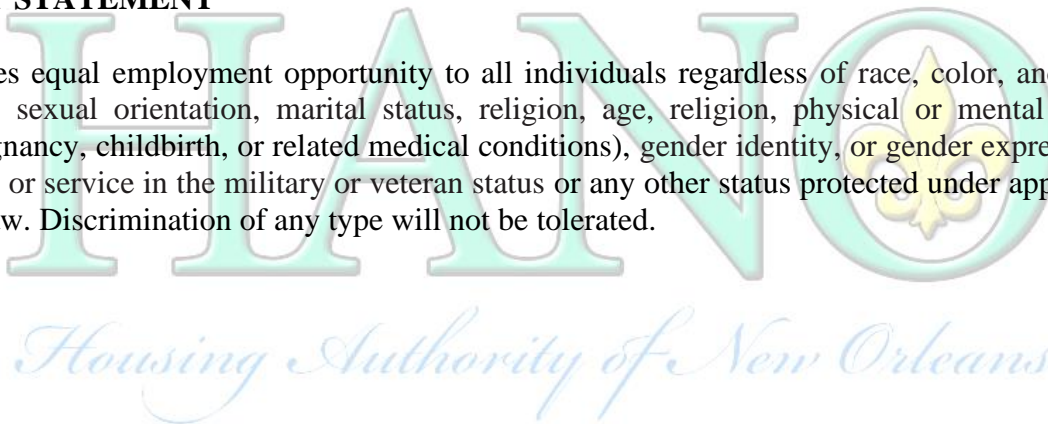 STATEMENT
es equal employment opportunity to all individuals regardless of race, color, and
sexual orientation, marital status, religion, age, religion, physical or mental
gnancy, childbirth, or related medical conditions), gender identity, or gender expre
or service in the military or veteran status or any other status protected under app
w. Discrimination of any type will not be tolerated.
HANO
Housing Authority of New Orleans